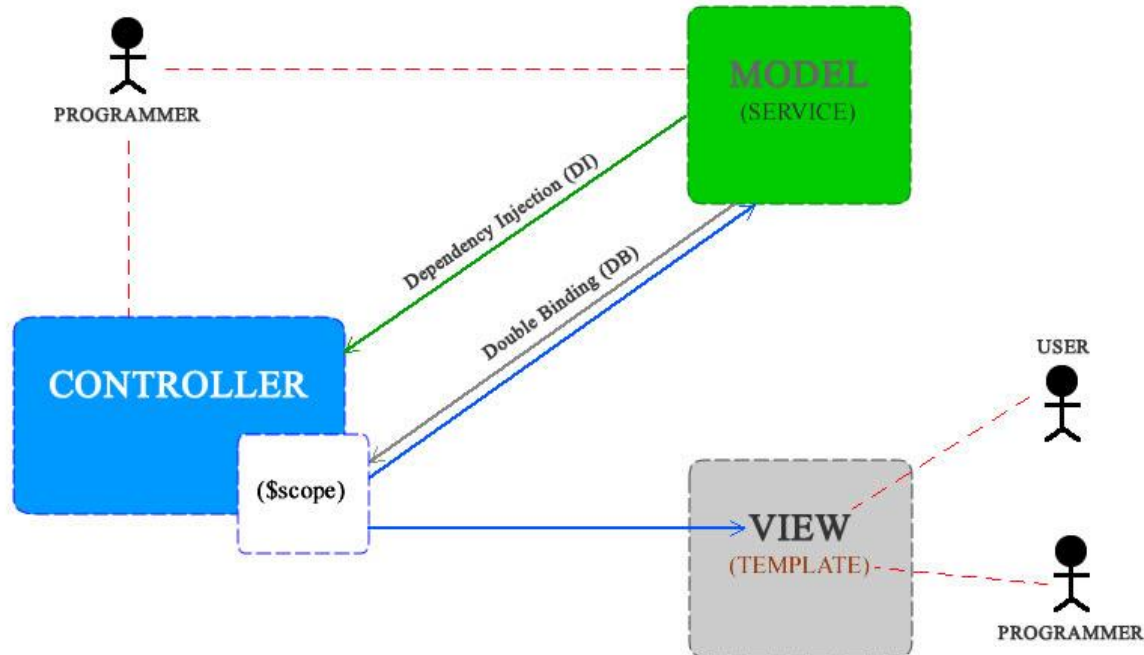 PROGRAMMER
MODEL
(SERVICE)
Dependency Injection (DI)
Double Binding (DB)
CONTROLLER
($scope)
USER
VIEW
(TEMPLATE)
PROGRAMMER